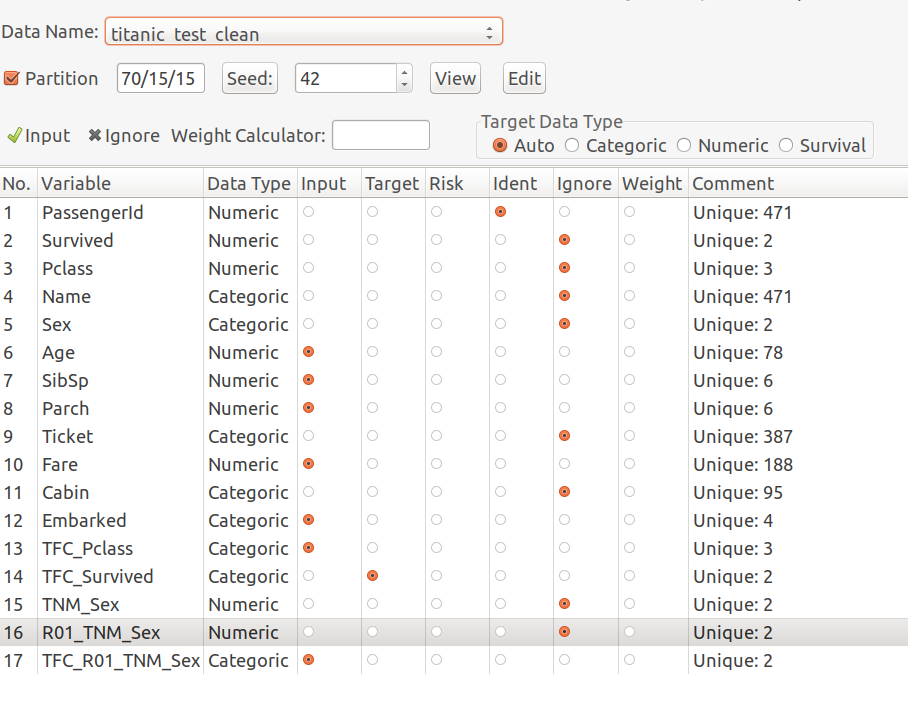 Data Name: titanic_test_clean
Partition 70/15/15 Seed: 42 View Edit
Input Ignore Weight Calculator: Target Data Type
Auto Categoric Numeric Survival
No. Variable Data Type Input Target Risk Ident Ignore Weight Comment
1 PassengerId Numeric Unique: 471
2 Survived Numeric Unique: 2
3 Pclass Numeric Unique: 3
4 Name Categoric Unique: 471
5 Sex Categoric Unique: 2
6 Age Numeric Unique: 78
7 SibSp Numeric Unique: 6
8 Parch Numeric Unique: 6
9 Ticket Categoric Unique: 387
10 Fare Numeric Unique: 188
11 Cabin Categoric Unique: 95
12 Embarked Categoric Unique: 4
13 TFC_Pclass Categoric Unique: 3
14 TFC_Survived Categoric Unique: 2
15 TNM_Sex Numeric Unique: 2
16 R01_TNM_Sex Numeric Unique: 2
17 TFC_R01_TNM_Sex Categoric Unique: 2